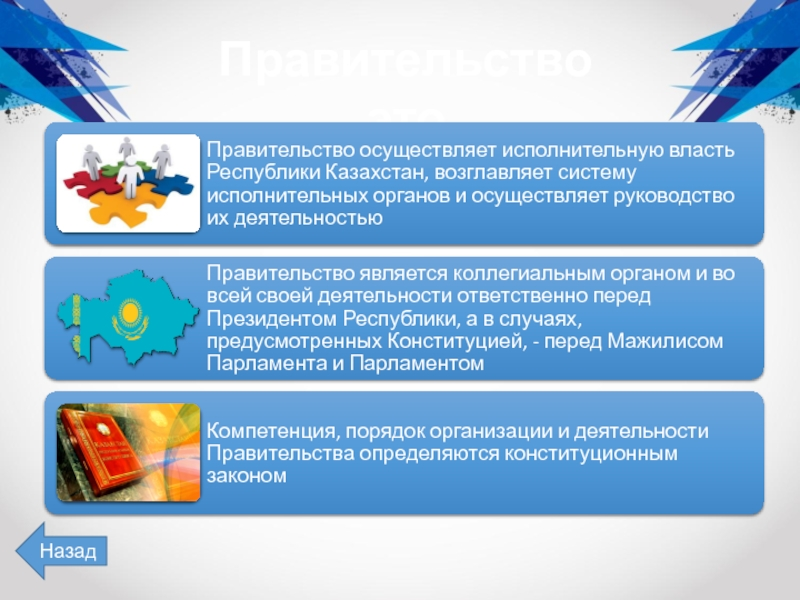 Правительство
это
Правительство осуществляет исполнительную власть
Республики Казахстан, возглавляет систему
исполнительных органов и осуществляет руководство
их деятельностью
Правительство является коллегиальным органом и во
всей своей деятельности ответственно перед
Президентом Республики, а в случаях,
предусмотренных Конституцией, - перед Мажилисом
Парламента и Парламентом
Компетенция, порядок организации и деятельности
Правительства определяются конституционным
законом
Назад